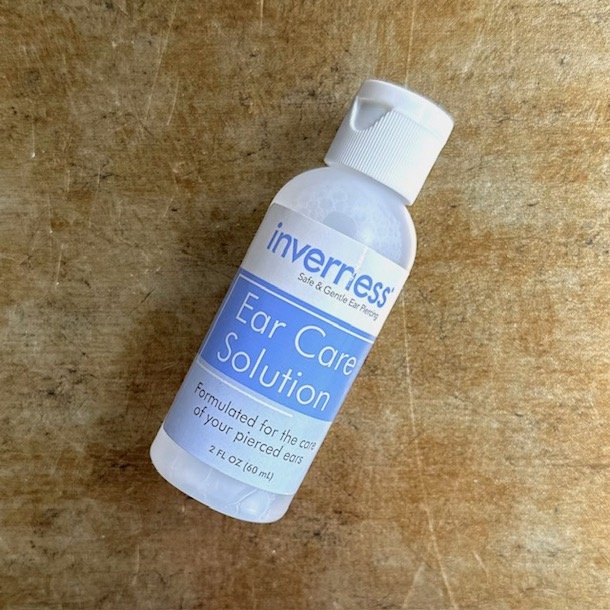 inverness®
Safe & Gentle Ear Piercing
Ear Care
Solution
Formulated for the care
of your pierced ears
2 FL OZ (60 mL)